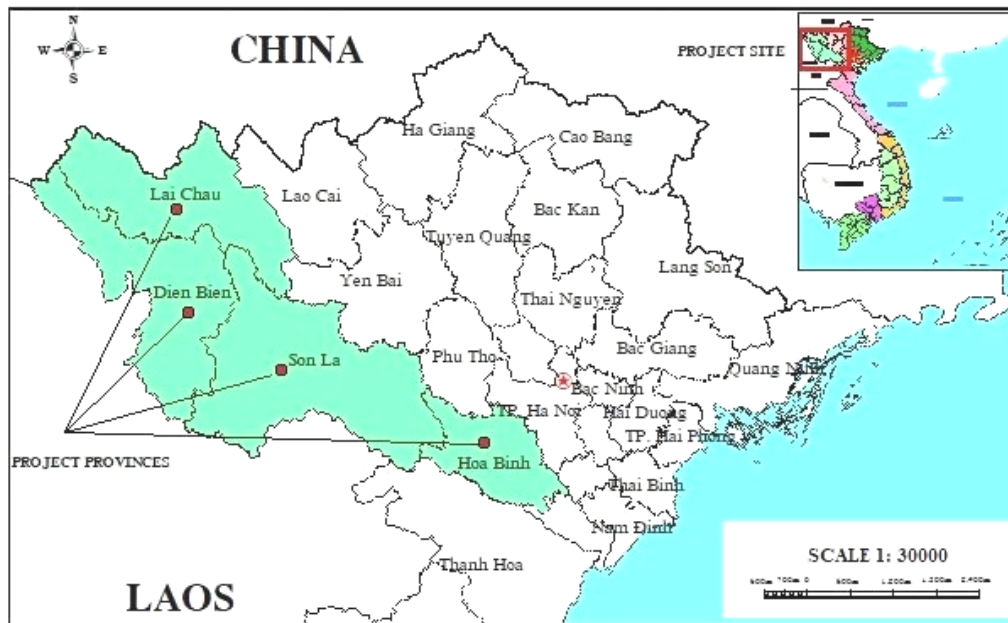 N
W E
S
CHINA
PROJECT SITE
Ha Giang
Cao Bang
Lai Chau
Lao Cai
Bac Kan
Tuyen Quang
Lang Son
Yen Bai
Dien Bien
Thai Nguyen
Son La
Phu Tho
Bac Giang
Quang Ninh
Bac Ninh
TP. Ha Noi
Hai Duong
TP. Hai Phong
PROJECT PROVINCES
Hoa Binh
Thai Binh
Nam Đinh
Thanh Hoa
SCALE 1: 30000
LAOS